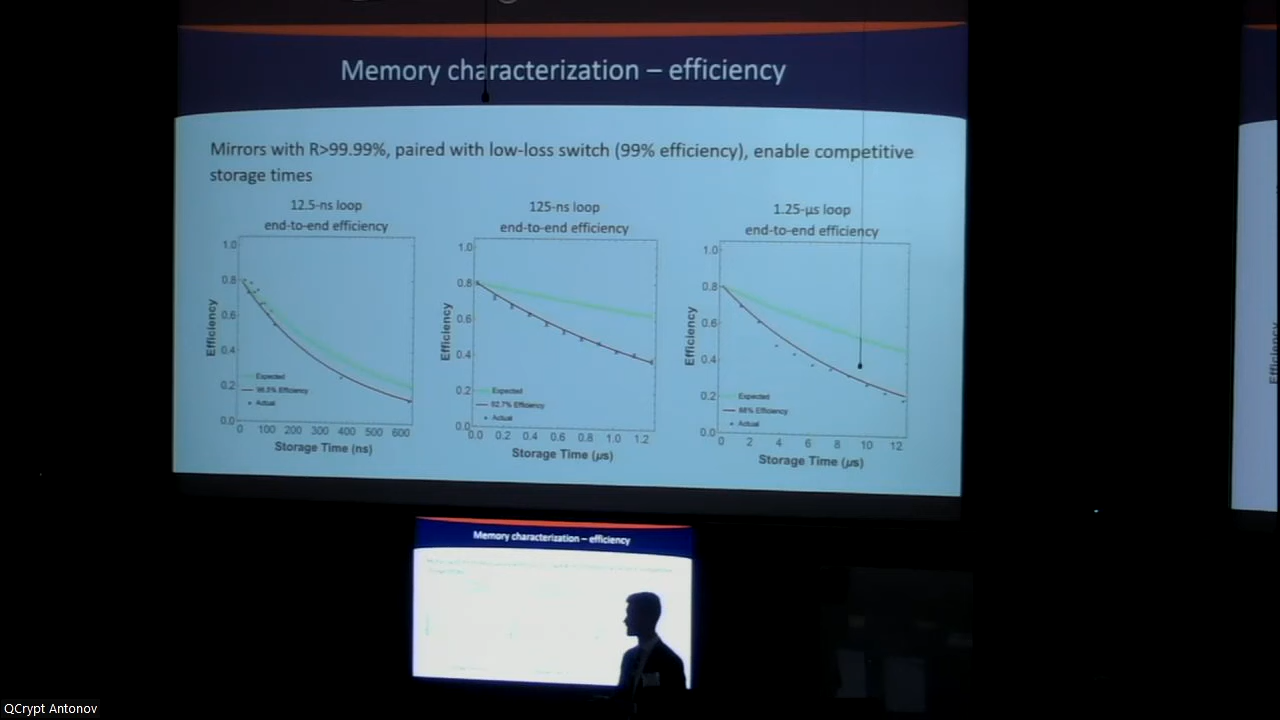 Memory characterization – efficiency
Mirrors with R>99.99%, paired with low-loss switch (99% efficiency), enable competitive
storage times
12.5-ns loop
end-to-end efficiency
Efficiency
1.0
0.8
0.6
0.4
0.2
0.0
Expected
Efficiency
Actual
0 100 200 300 400 500 600
Storage Time (ns)
125-ns loop
end-to-end efficiency
Efficiency
1.0
0.8
0.6
0.4
0.2
0.0
Expected
Efficiency
Actual
0.0 0.2 0.4 0.6 0.8 1.0 1.2
Storage Time (μs)
1.25-μs loop
end-to-end efficiency
Efficiency
1.0
0.8
0.6
0.4
0.2
0.0
Expected
88% Efficiency
Actual
0 2 4 6 8 10 12
Storage Time (μs)
Efficiency
Memory characterization – efficiency
QCrypt Antonov